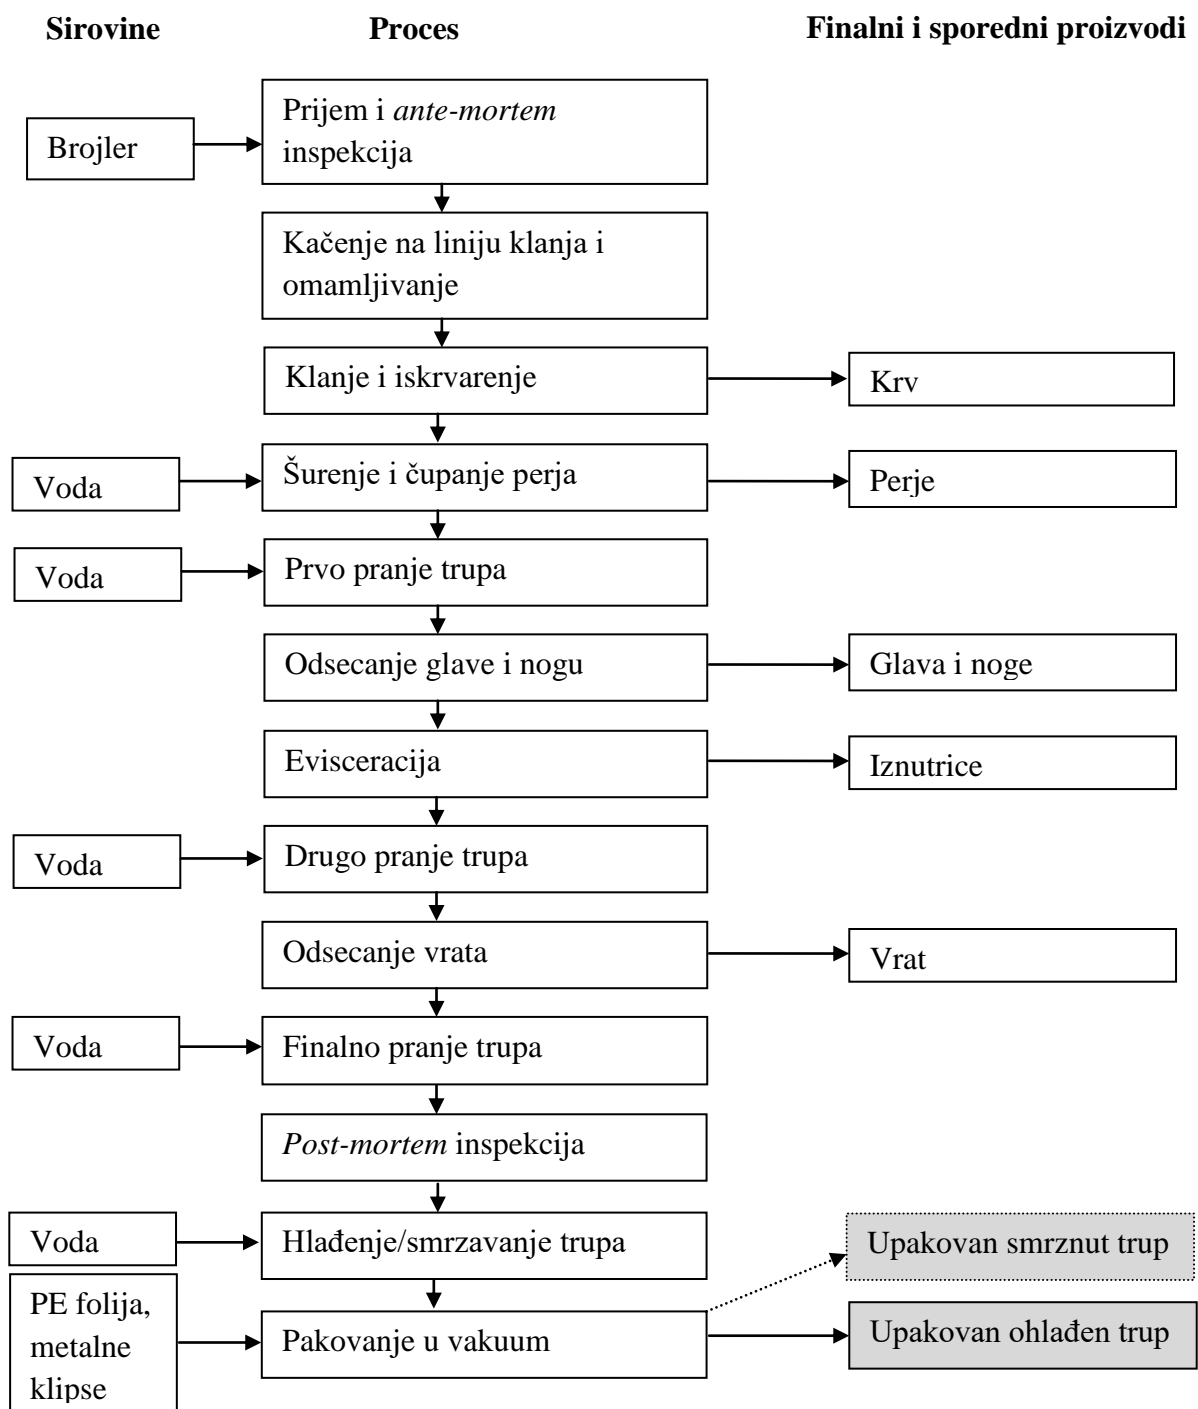 Sirovine Proces Finalni i sporedni proizvodi
Prijem i ante-mortem
inspekcija
Brojler
Kačenje na liniju klanja i
omamljivanje
Klanje i iskrvarenje
Krv
Voda
Šurenje i čupanje perja
Perje
Voda
Prvo pranje trupa
Odsecanje glave i nogu
Glava i noge
Evisceracija
Iznutrice
Voda
Drugo pranje trupa
Odsecanje vrata
Vrat
Voda
Finalno pranje trupa
Post-mortem inspekcija
Voda
Hlađenje/smrzavanje trupa
Upakovan smrznut trup
PE folija,
metalne
klipse
Pakovanje u vakuum
Upakovan ohlađen trup